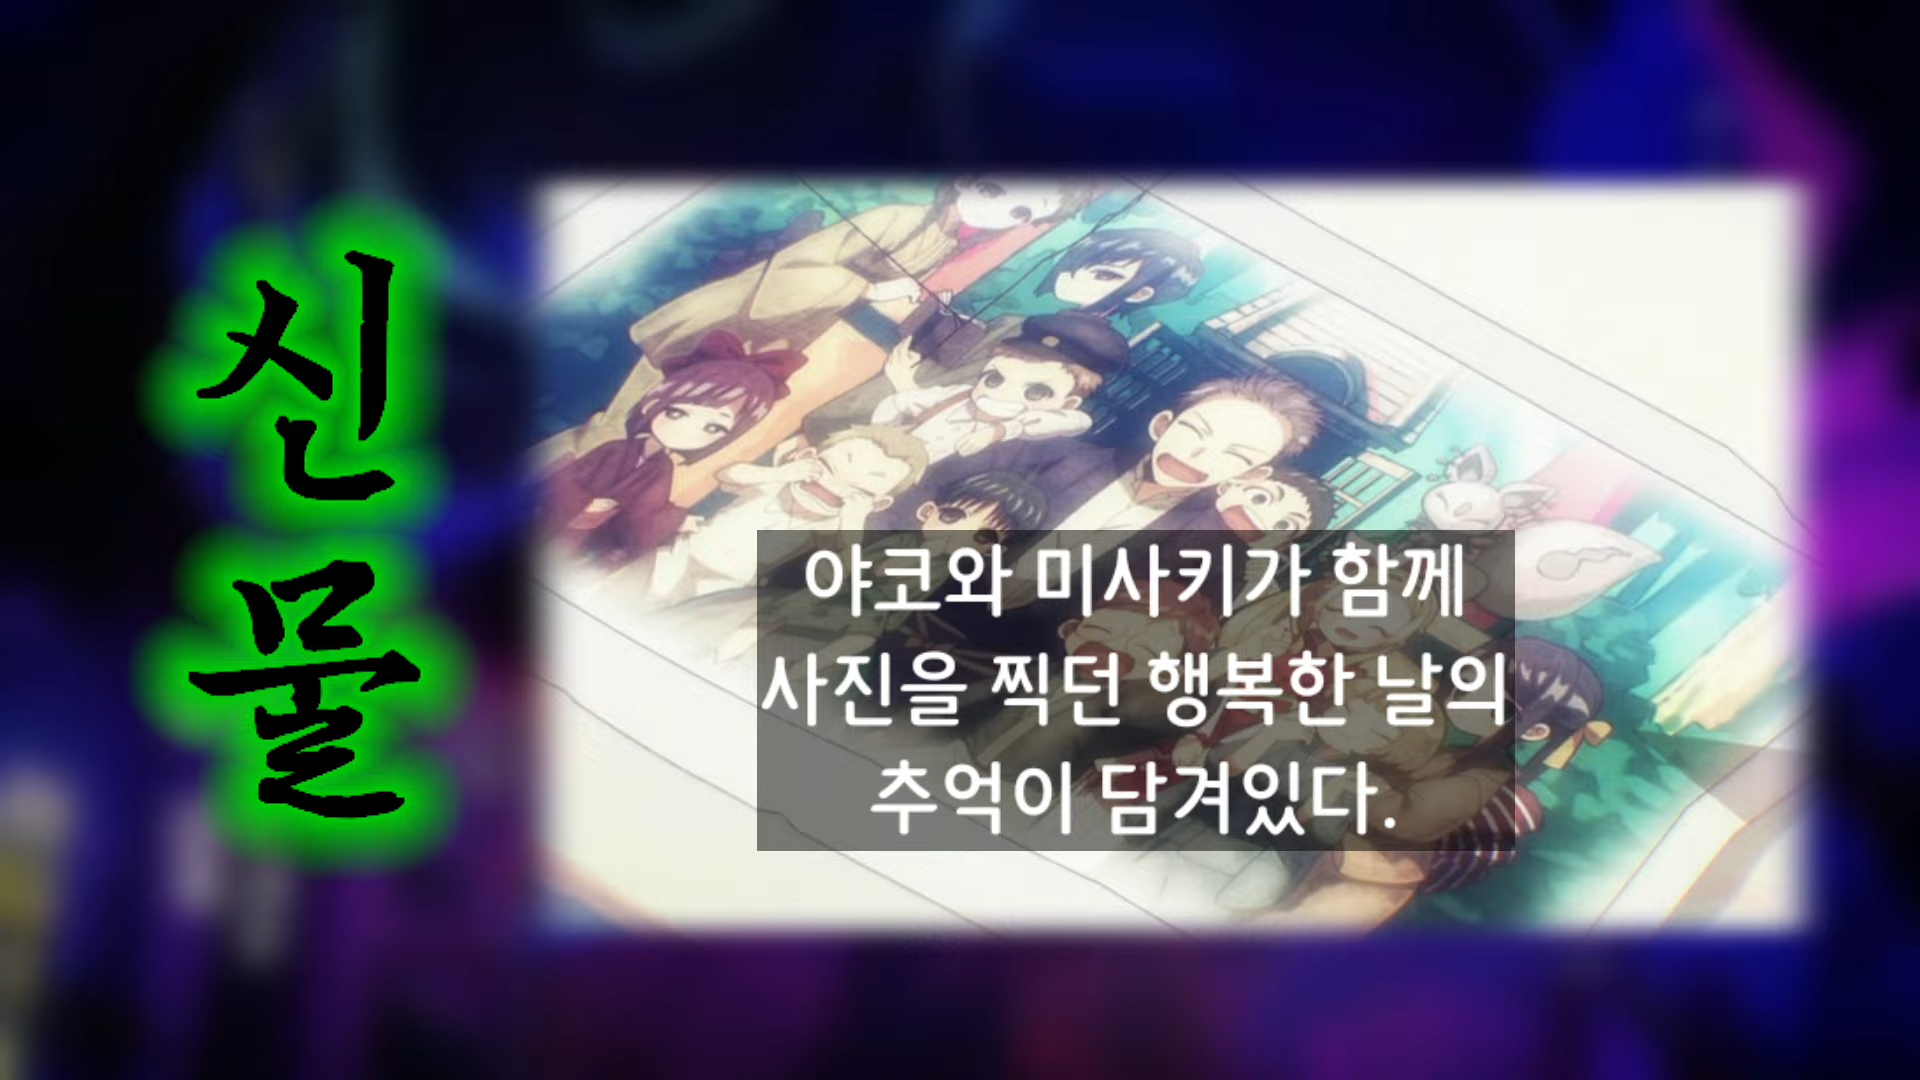 신
물
야코와 미사키가 함께
사진을 찍던 행복한 날의
추억이 담겨있다.